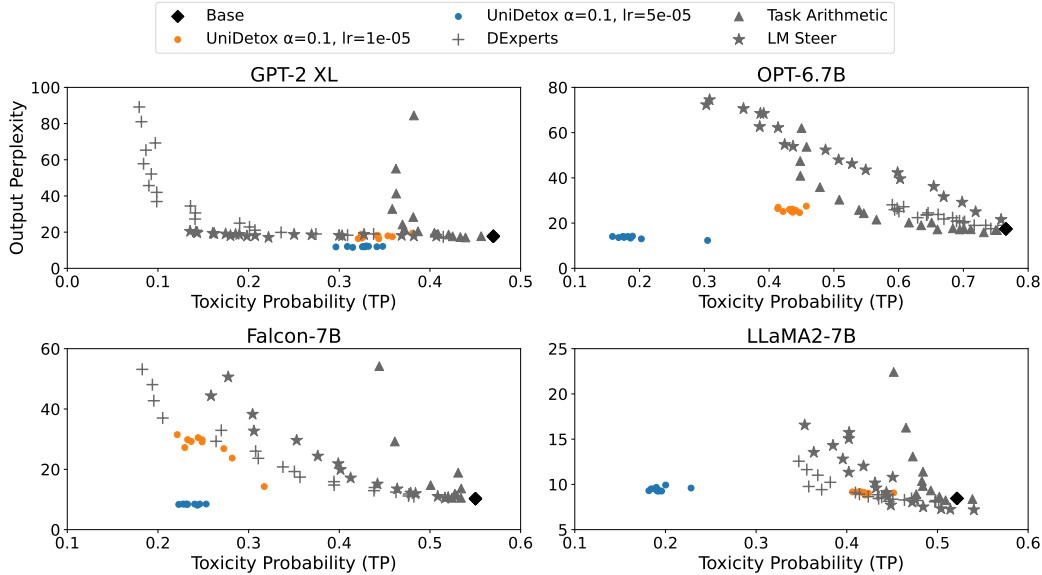 Base
UniDetox α=0.1, lr=5e-05
Task Arithmetic
UniDetox α=0.1, lr=1e-05
DExperts
LM Steer
GPT-2 XL
OPT-6.7B
Output Perplexity
100
80
60
40
20
0
0.0 0.1 0.2 0.3 0.4 0.5
Toxicity Probability (TP)
80
60
40
20
0
0.1 0.2 0.3 0.4 0.5 0.6 0.7 0.8
Toxicity Probability (TP)
Falcon-7B
LLaMA2-7B
60
40
20
0
0.1 0.2 0.3 0.4 0.5 0.6
Toxicity Probability (TP)
25
20
15
10
5
0.1 0.2 0.3 0.4 0.5 0.6
Toxicity Probability (TP)